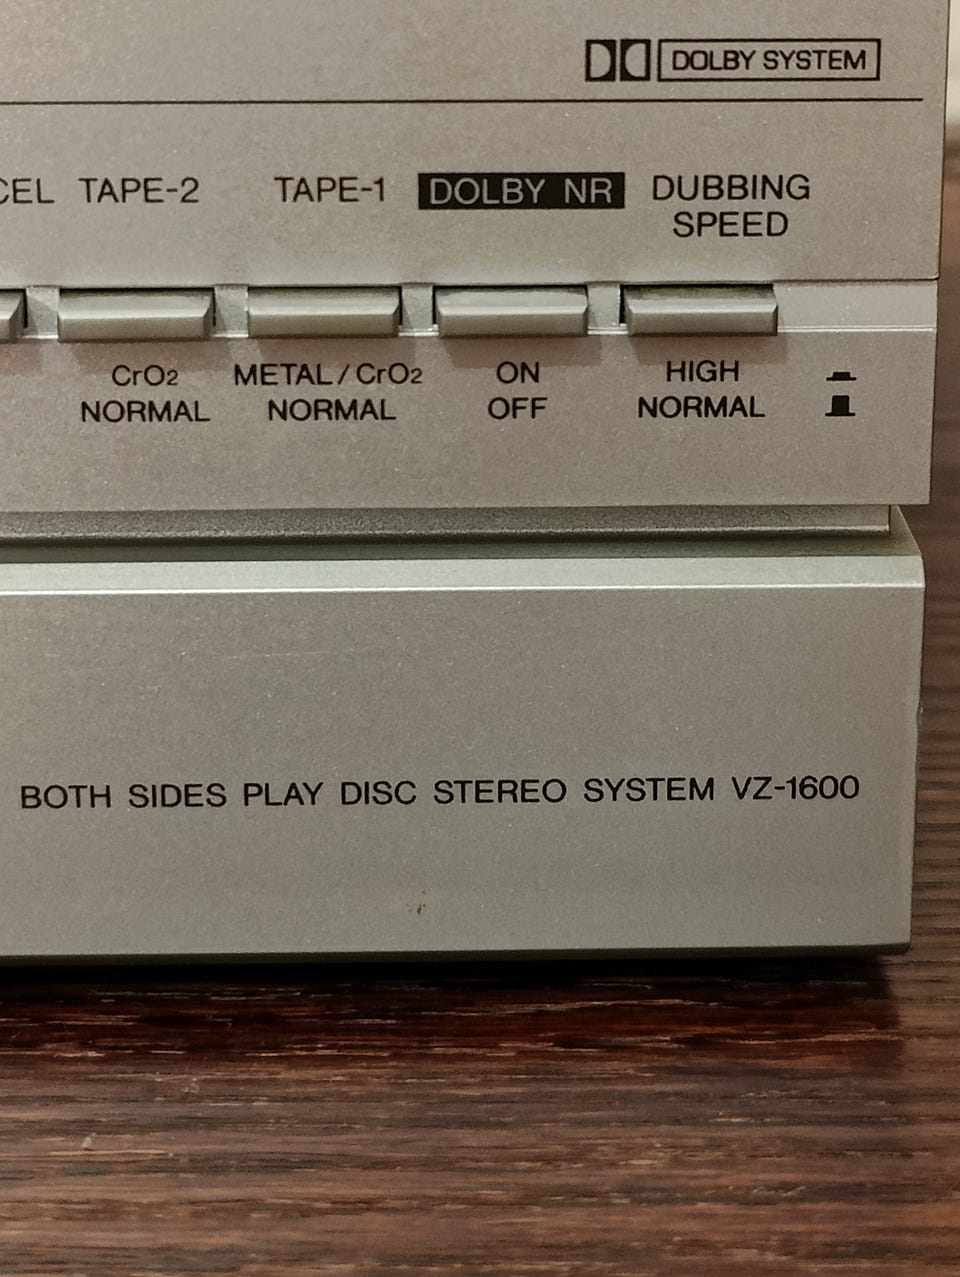 DOLBY SYSTEM
TAPE-2 TAPE-1 DOLBY NR DUBBING
SPEED
CrO2 METAL/CrO2 ON HIGH
NORMAL NORMAL OFF NORMAL
BOTH SIDES PLAY DISC STEREO SYSTEM VZ-1600